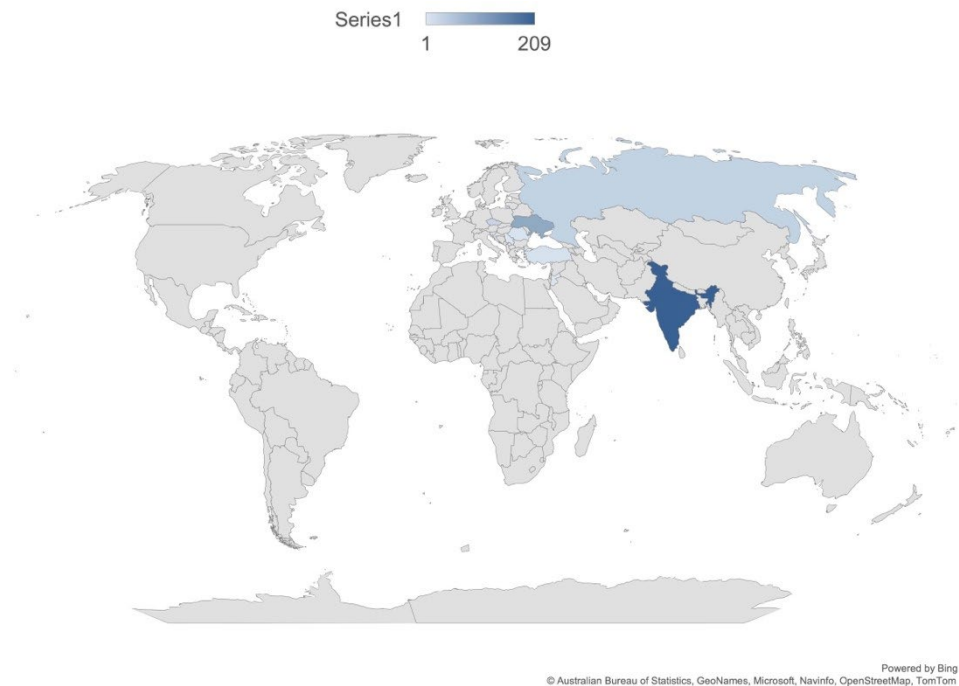 Series1
1 209
Powered by Bing
© Australian Bureau of Statistics, GeoNames, Microsoft, Navinfo, OpenStreetMap, TomTom